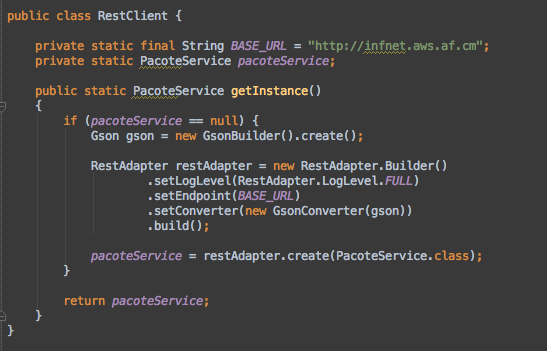 public class RestClient {
private static final String BASE_URL = "http://infnet.aws.af.cm";
private static PacoteService pacoteService;
public static PacoteService getInstance()
{
if (pacoteService == null) {
Gson gson = new GsonBuilder().create();
RestAdapter restAdapter = new RestAdapter.Builder()
.setLogLevel(RestAdapter.LogLevel.FULL)
.setEndpoint(BASE_URL)
.setConverter(new GsonConverter(gson))
.build();
pacoteService = restAdapter.create(PacoteService.class);
}
return pacoteService;
}
}